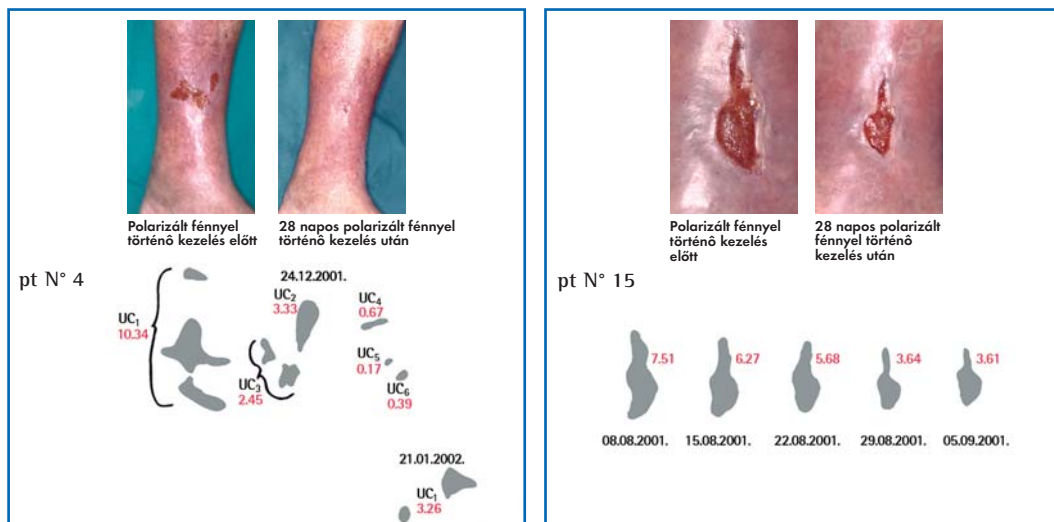 Polarizált fénnyel
történô kezelés előtt
28 napos polarizált fénnyel
történô kezelés után
pt N° 4
24.12.2001.
UC1
10.34
UC2
3.33
UC3
2.45
UC4
0.67
UC5
0.17
UC6
0.39
21.01.2002.
UC1
3.26
Polarizált fénnyel
történô kezelés
előtt
28 napos polarizált
fénnyel történô
kezelés után
pt N° 15
7.51
6.27
5.68
3.64
3.61
08.08.2001.
15.08.2001.
22.08.2001.
29.08.2001.
05.09.2001.